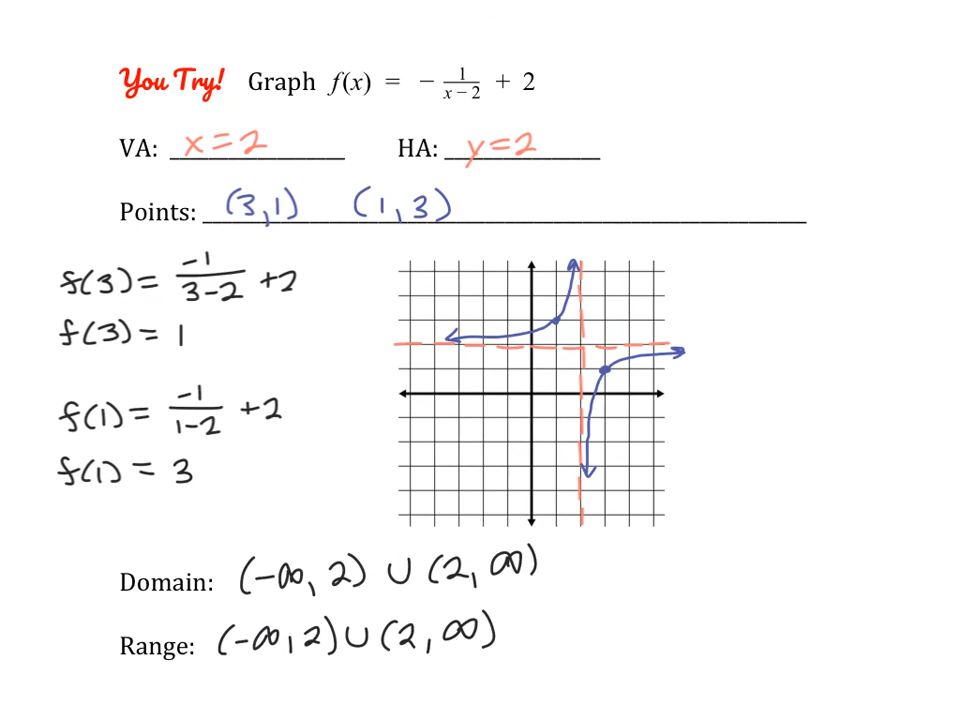 You Try! Graph f(x) = − 1/(x − 2) + 2
VA: x=2 HA: y=2
Points: (3,1) (1,3)
f(3) = -1/(3-2) +2
f(3) = 1
f(1) = -1/(1-2) +2
f(1) = 3
Domain: (-∞, 2) ∪ (2, ∞)
Range: (-∞, 2) ∪ (2, ∞)